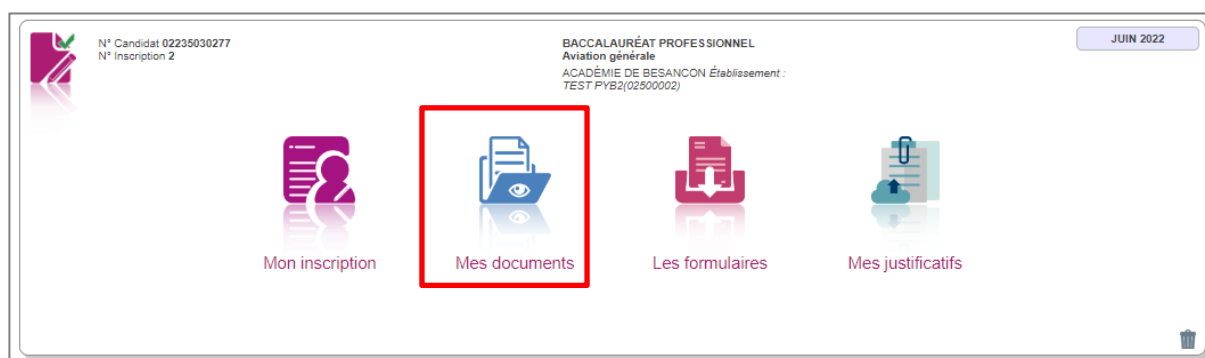 N° Candidat 02235030277
N° Inscription 2
BACCALAURÉAT PROFESSIONNEL
Aviation générale
ACADÉMIE DE BESANCON Établissement :
TEST PYB2(02500002)
JUIN 2022
Mon inscription
Mes documents
Les formulaires
Mes justificatifs